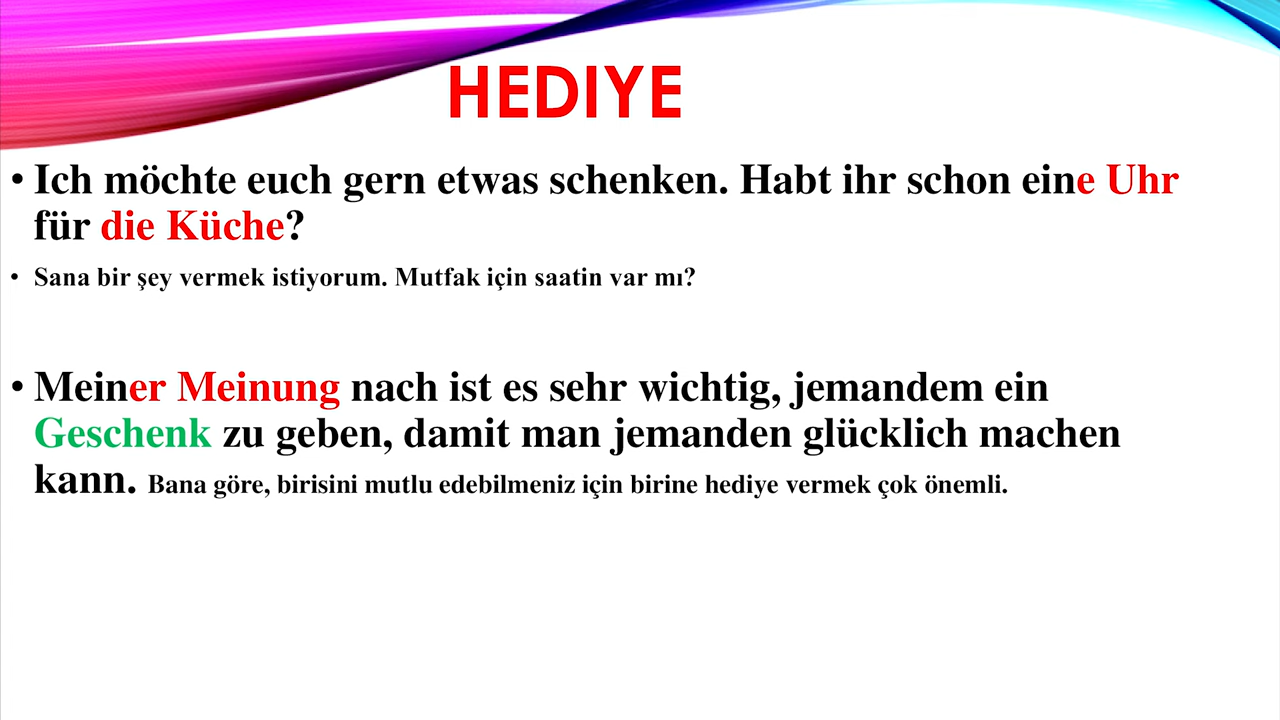 HEDIYE
• Ich möchte euch gern etwas schenken. Habt ihr schon eine Uhr
für die Küche?
• Sana bir şey vermek istiyorum. Mutfak için saatin var mı?
• Meiner Meinung nach ist es sehr wichtig, jemandem ein
Geschenk zu geben, damit man jemanden glücklich machen
kann. Bana göre, birisini mutlu edebilmeniz için birine hediye vermek çok önemli.